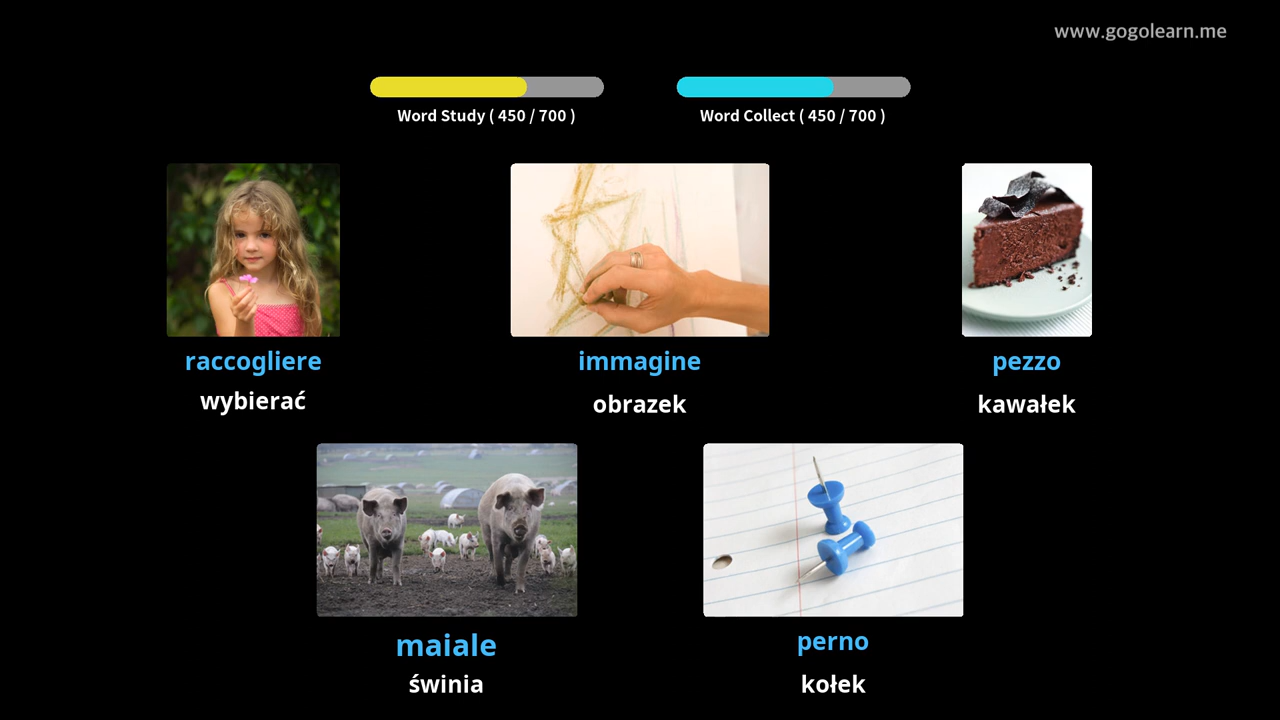 www.gogolearn.me
Word Study ( 450 / 700 )
Word Collect ( 450 / 700 )
raccogliere
wybierać
immagine
obrazek
pezzo
kawałek
maiale
świnia
perno
kołek